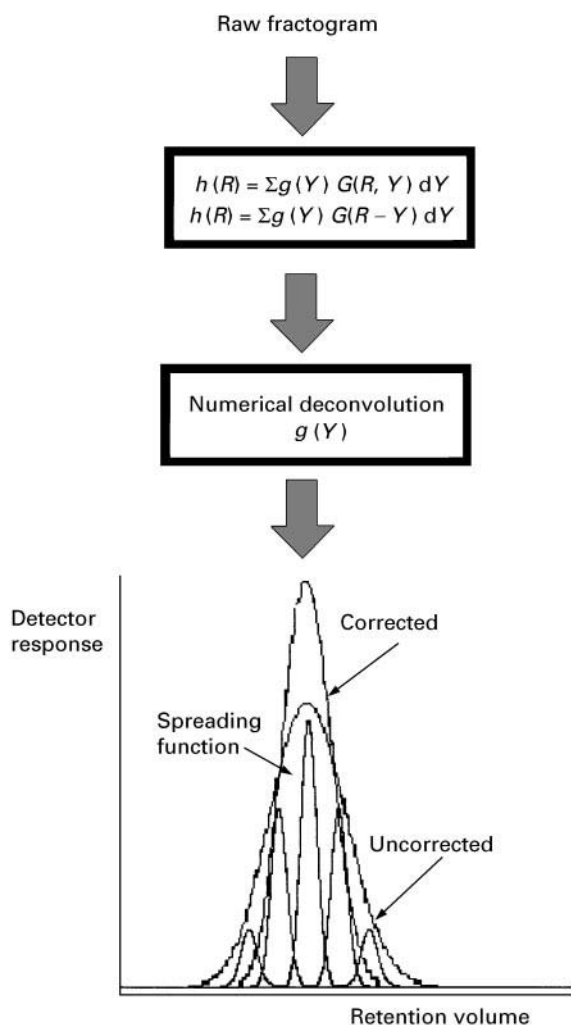 Raw fractogram
h (R) = Σg (Y) G(R, Y) dY
h (R) = Σg (Y) G(R – Y) dY
Numerical deconvolution
g (Y)
Detector
response
Corrected
Spreading
function
Uncorrected
Retention volume